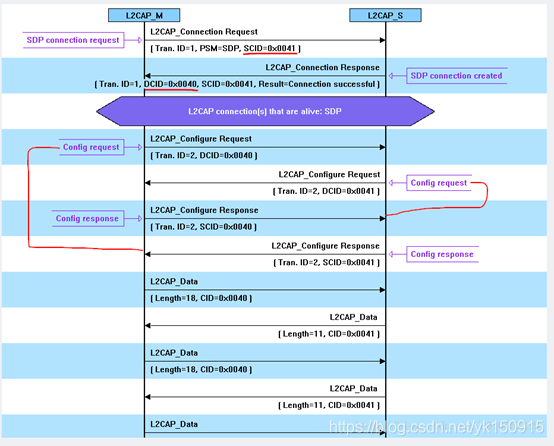 L2CAP_M
L2CAP_S
L2CAP_Connection Request
SDP connection request
[ Tran. ID=1, PSM=SDP, SCID=0x0041 ]
L2CAP_Connection Response
SDP connection created
[ Tran. ID=1, DCID=0x0040, SCID=0x0041, Result=Connection successful ]
L2CAP connection(s) that are alive: SDP
L2CAP_Configure Request
Config request
[ Tran. ID=2, DCID=0x0040 ]
L2CAP_Configure Request
Config request
[ Tran. ID=2, DCID=0x0041 ]
L2CAP_Configure Response
Config response
[ Tran. ID=2, SCID=0x0040 ]
L2CAP_Configure Response
Config response
[ Tran. ID=2, SCID=0x0041 ]
L2CAP_Data
[ Length=18, CID=0x0040 ]
L2CAP_Data
[ Length=11, CID=0x0041 ]
L2CAP_Data
[ Length=18, CID=0x0040 ]
L2CAP_Data
[ Length=11, CID=0x0041 ]
L2CAP_Data
https://blog.csdn.net/yk150915